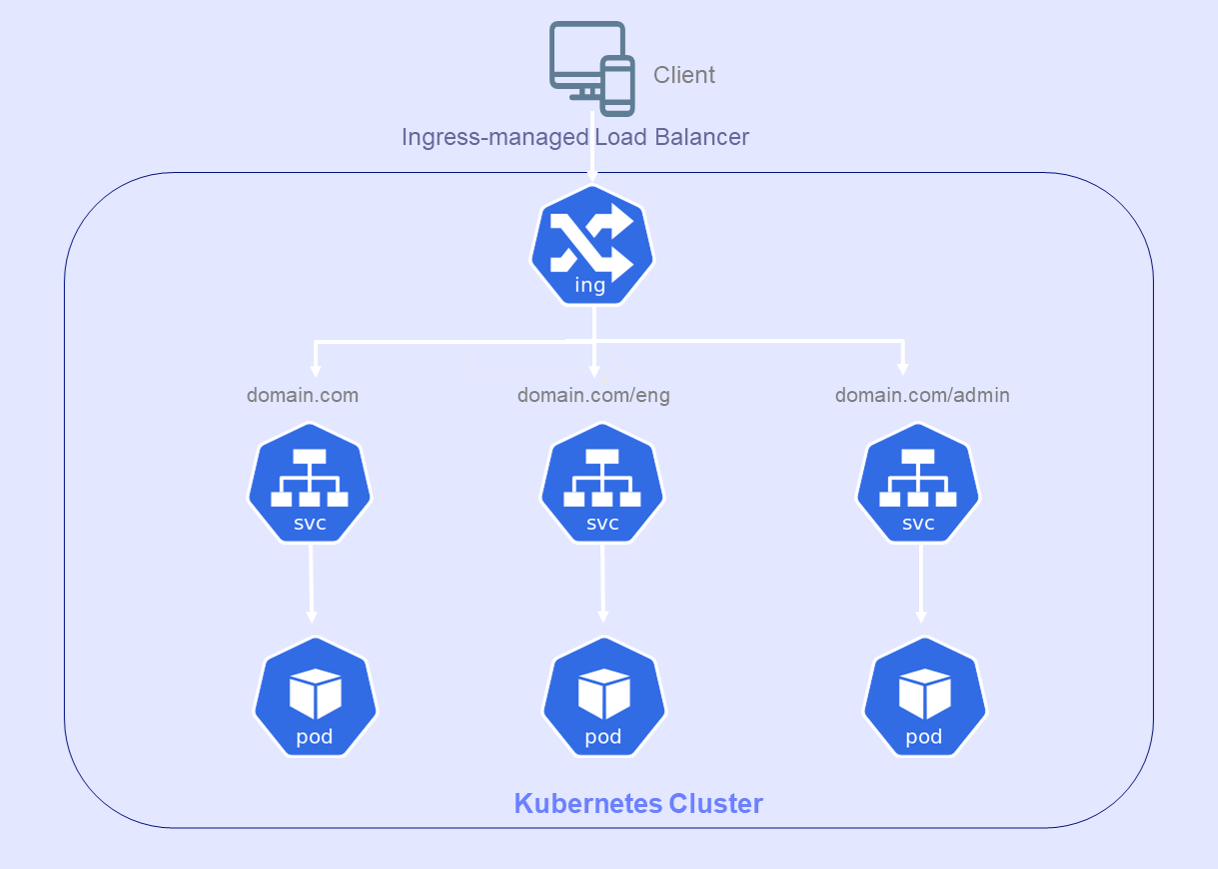 Client
Ingress-managed Load Balancer
ing
domain.com
domain.com/eng
domain.com/admin
svc
svc
svc
pod
pod
pod
Kubernetes Cluster